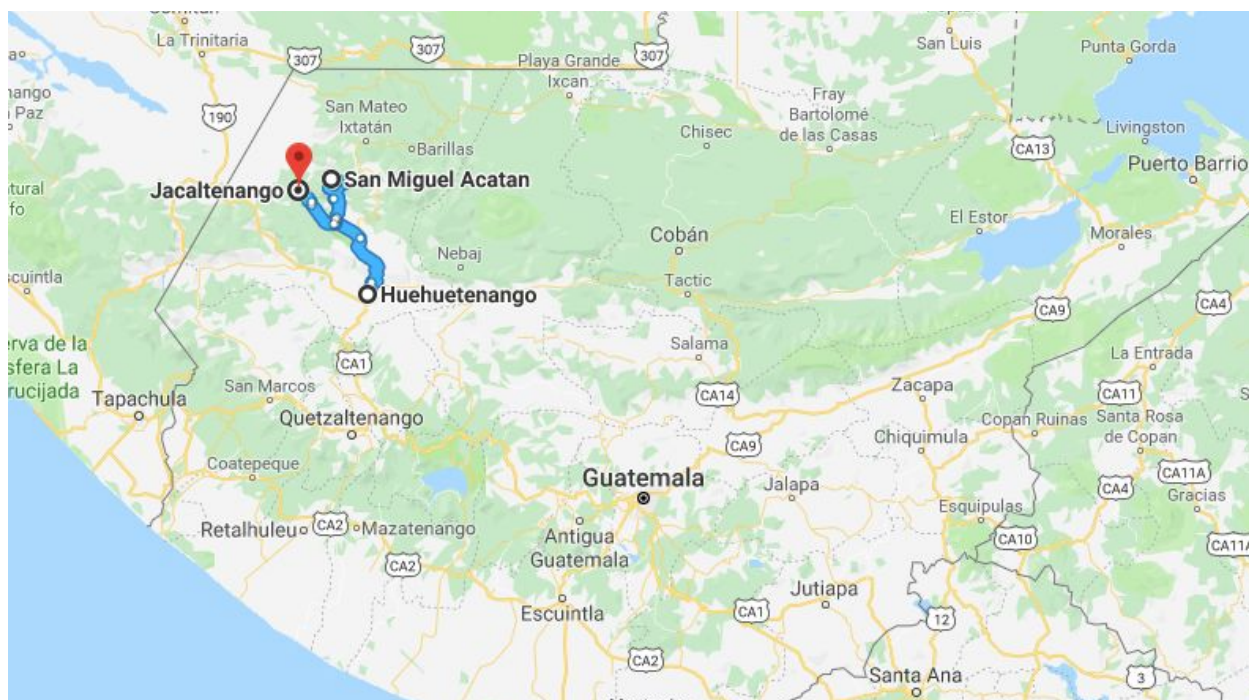 307
307
La Trinitaria
Playa Grande
Ixcan
San Luis
Punta Gorda
190
San Mateo
Ixtatán
Barillas
Fray
Bartolomé
de las Casas
Chisec
CA13
Livingston
Puerto Barrio
nango
Paz
San Miguel Acatan
Jacaltenango
atural
fo
El Estor
Morales
Cobán
Nebaj
Tactic
scuintla
Huehuetenango
CA9
CA4
Salama
La Entrada
erva de la
sfera La
rucijada
CA1
San Marcos
CA14
Zacapa
CA11
Tapachula
Quetzaltenango
Copan Ruinas
Santa Rosa
de Copan
CA9
Chiquimula
Coatepeque
Guatemala
Jalapa
CA11A
CA4
Gracias
Esquipulas
Retalhuleu
CA2
Mazatenango
Antigua
Guatemala
CA10
CA11A
CA2
Escuintla
Jutiapa
CA1
12
CA2
Santa Ana
3